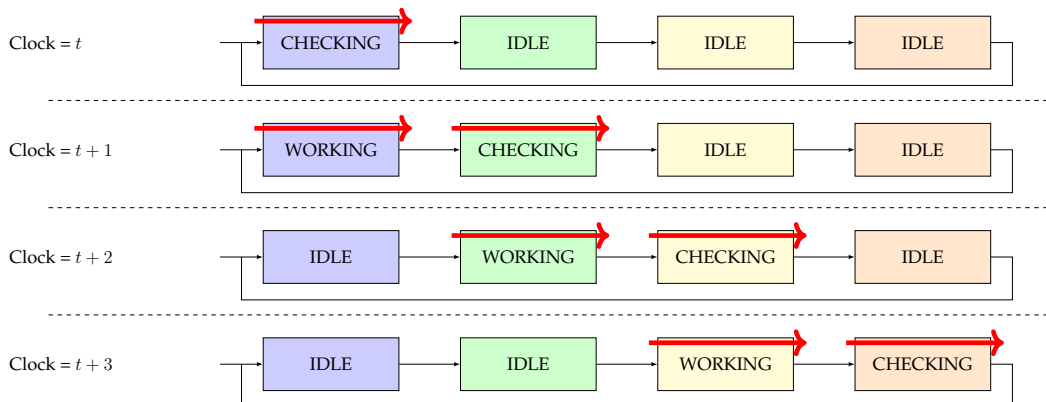 Clock = t CHECKING IDLE IDLE IDLE
Clock = t + 1 WORKING CHECKING IDLE IDLE
Clock = t + 2 IDLE WORKING CHECKING IDLE
Clock = t + 3 IDLE IDLE WORKING CHECKING